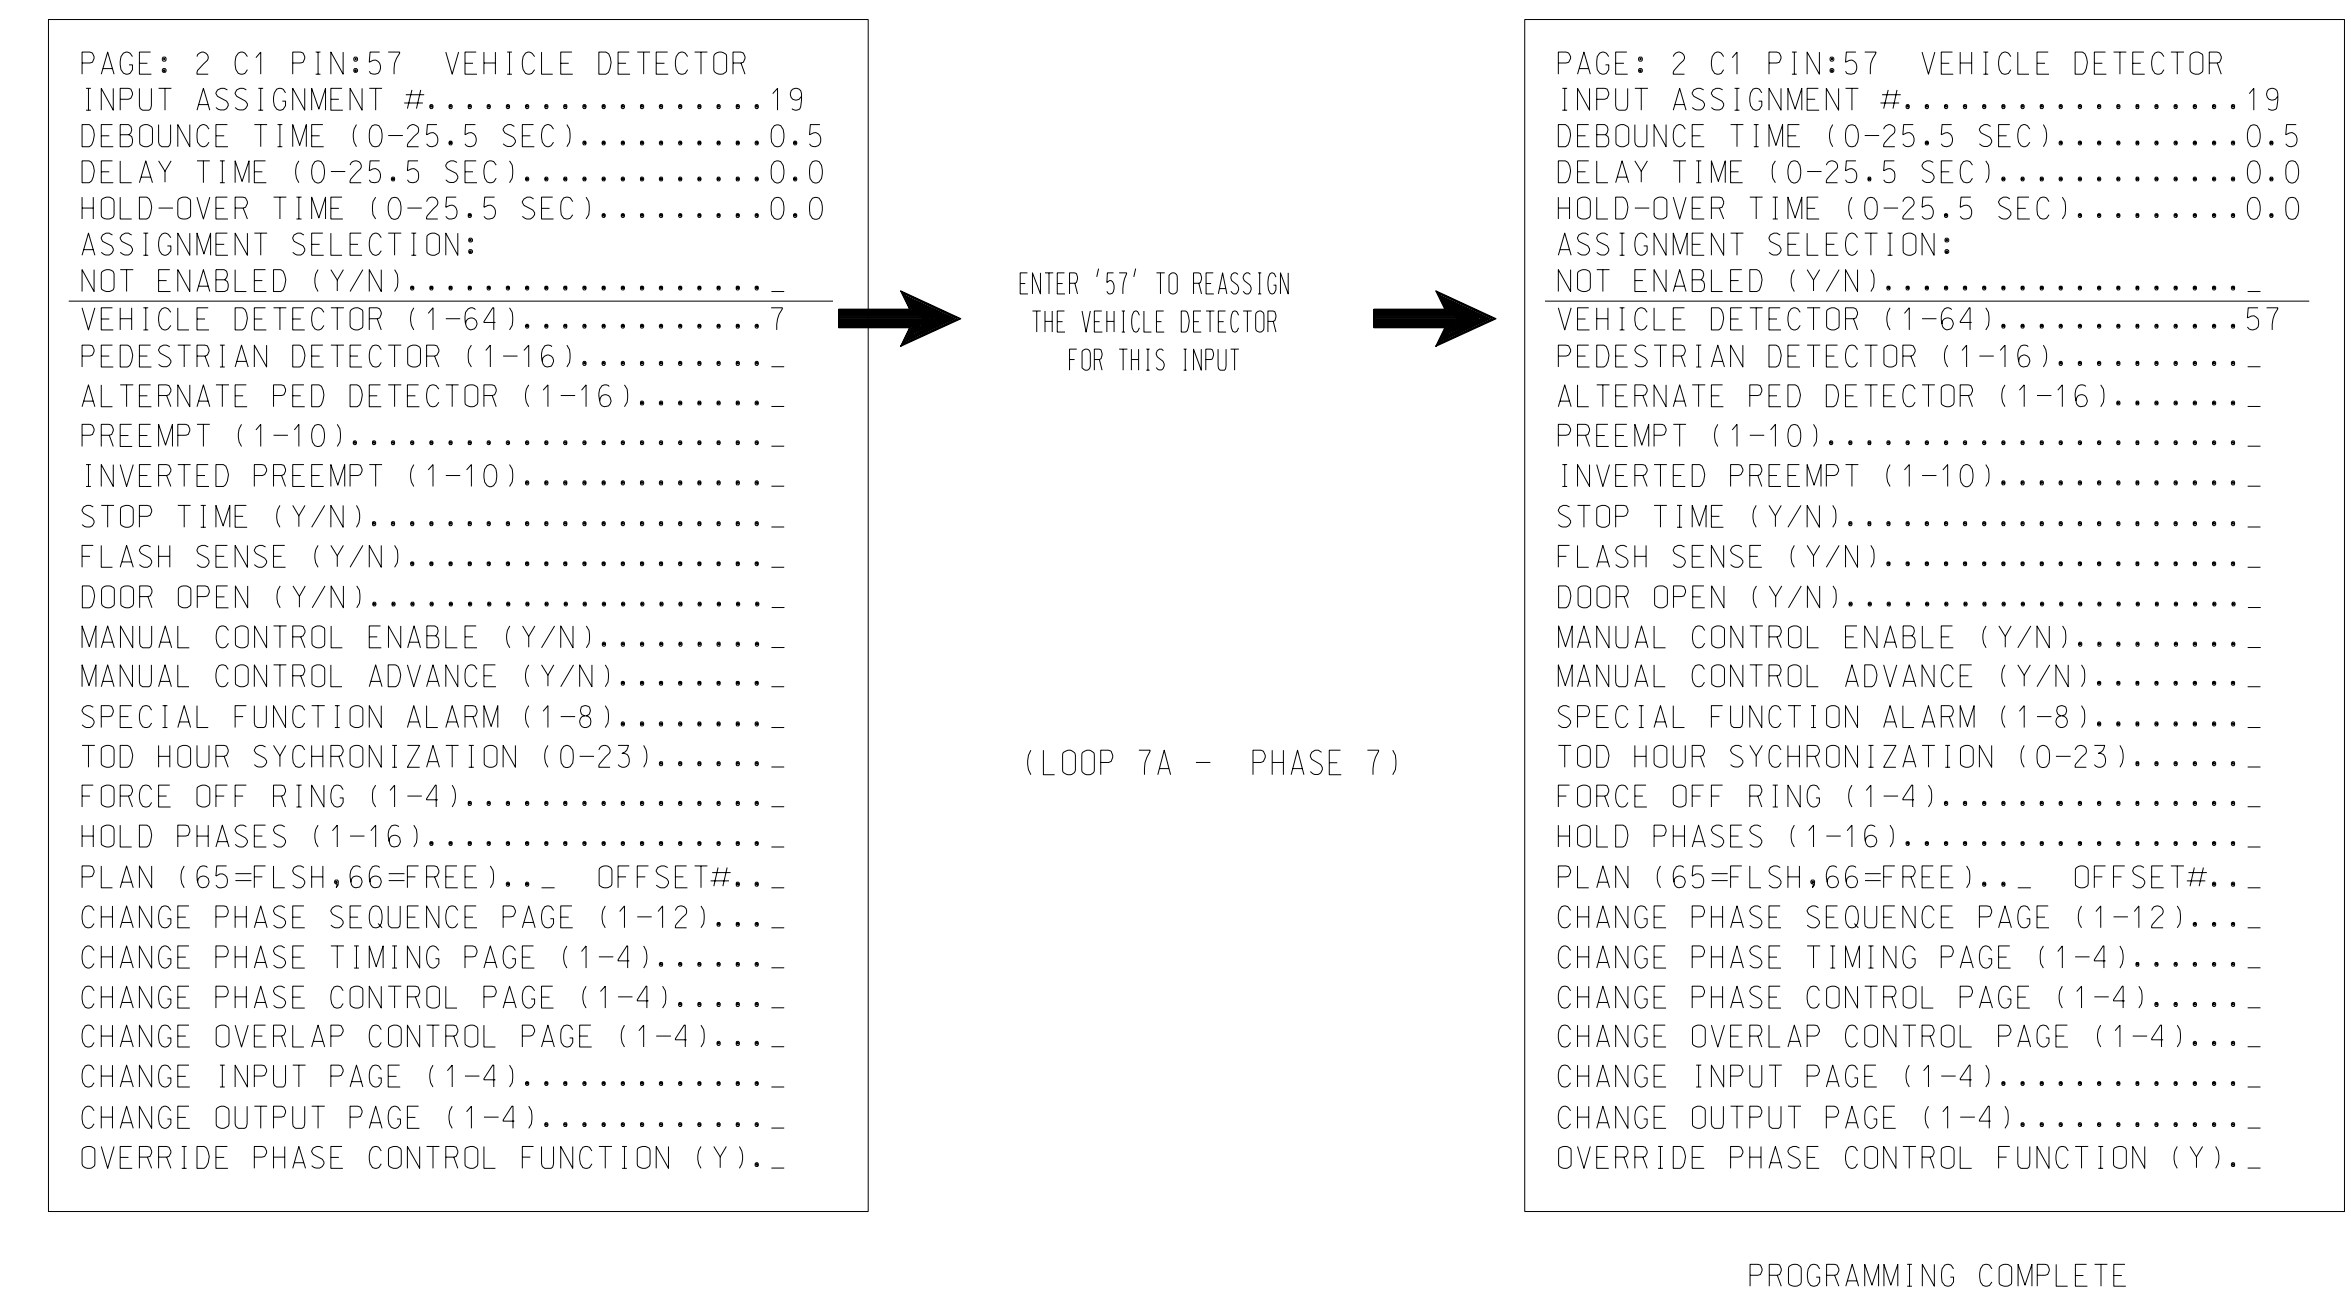 PAGE: 2 C1 PIN:57 VEHICLE DETECTOR
INPUT ASSIGNMENT #..................19
DEBOUNCE TIME (0-25.5 SEC)..........0.5
DELAY TIME (0-25.5 SEC).............0.0
HOLD-OVER TIME (0-25.5 SEC).........0.0
ASSIGNMENT SELECTION:
NOT ENABLED (Y/N)..................._
VEHICLE DETECTOR (1-64).............7
PEDESTRIAN DETECTOR (1-16).........._
ALTERNATE PED DETECTOR (1-16)......._
PREEMPT (1-10)......................_
INVERTED PREEMPT (1-10)............._
STOP TIME (Y/N)....................._
FLASH SENSE (Y/N)..................._
DOOR OPEN (Y/N)....................._
MANUAL CONTROL ENABLE (Y/N)........._
MANUAL CONTROL ADVANCE (Y/N)........_
SPECIAL FUNCTION ALARM (1-8)........_
TOD HOUR SYCHRONIZATION (0-23)......_
FORCE OFF RING (1-4)................_
HOLD PHASES (1-16).................._
PLAN (65=FLSH,66=FREE).._ OFFSET#.._
CHANGE PHASE SEQUENCE PAGE (1-12)..._
CHANGE PHASE TIMING PAGE (1-4)......_
CHANGE PHASE CONTROL PAGE (1-4)....._
CHANGE OVERLAP CONTROL PAGE (1-4)..._
CHANGE INPUT PAGE (1-4)............._
CHANGE OUTPUT PAGE (1-4)............_
OVERRIDE PHASE CONTROL FUNCTION (Y)._
ENTER '57' TO REASSIGN
THE VEHICLE DETECTOR
FOR THIS INPUT
(LOOP 7A - PHASE 7)
PAGE: 2 C1 PIN:57 VEHICLE DETECTOR
INPUT ASSIGNMENT #..................19
DEBOUNCE TIME (0-25.5 SEC)..........0.5
DELAY TIME (0-25.5 SEC).............0.0
HOLD-OVER TIME (0-25.5 SEC).........0.0
ASSIGNMENT SELECTION:
NOT ENABLED (Y/N)..................._
VEHICLE DETECTOR (1-64).............57
PEDESTRIAN DETECTOR (1-16).........._
ALTERNATE PED DETECTOR (1-16)......._
PREEMPT (1-10)......................_
INVERTED PREEMPT (1-10)............._
STOP TIME (Y/N)....................._
FLASH SENSE (Y/N)..................._
DOOR OPEN (Y/N)....................._
MANUAL CONTROL ENABLE (Y/N)........._
MANUAL CONTROL ADVANCE (Y/N)........_
SPECIAL FUNCTION ALARM (1-8)........_
TOD HOUR SYCHRONIZATION (0-23)......_
FORCE OFF RING (1-4)................_
HOLD PHASES (1-16).................._
PLAN (65=FLSH,66=FREE).._ OFFSET#.._
CHANGE PHASE SEQUENCE PAGE (1-12)..._
CHANGE PHASE TIMING PAGE (1-4)......_
CHANGE PHASE CONTROL PAGE (1-4)....._
CHANGE OVERLAP CONTROL PAGE (1-4)..._
CHANGE INPUT PAGE (1-4)............._
CHANGE OUTPUT PAGE (1-4)............_
OVERRIDE PHASE CONTROL FUNCTION (Y)._
PROGRAMMING COMPLETE